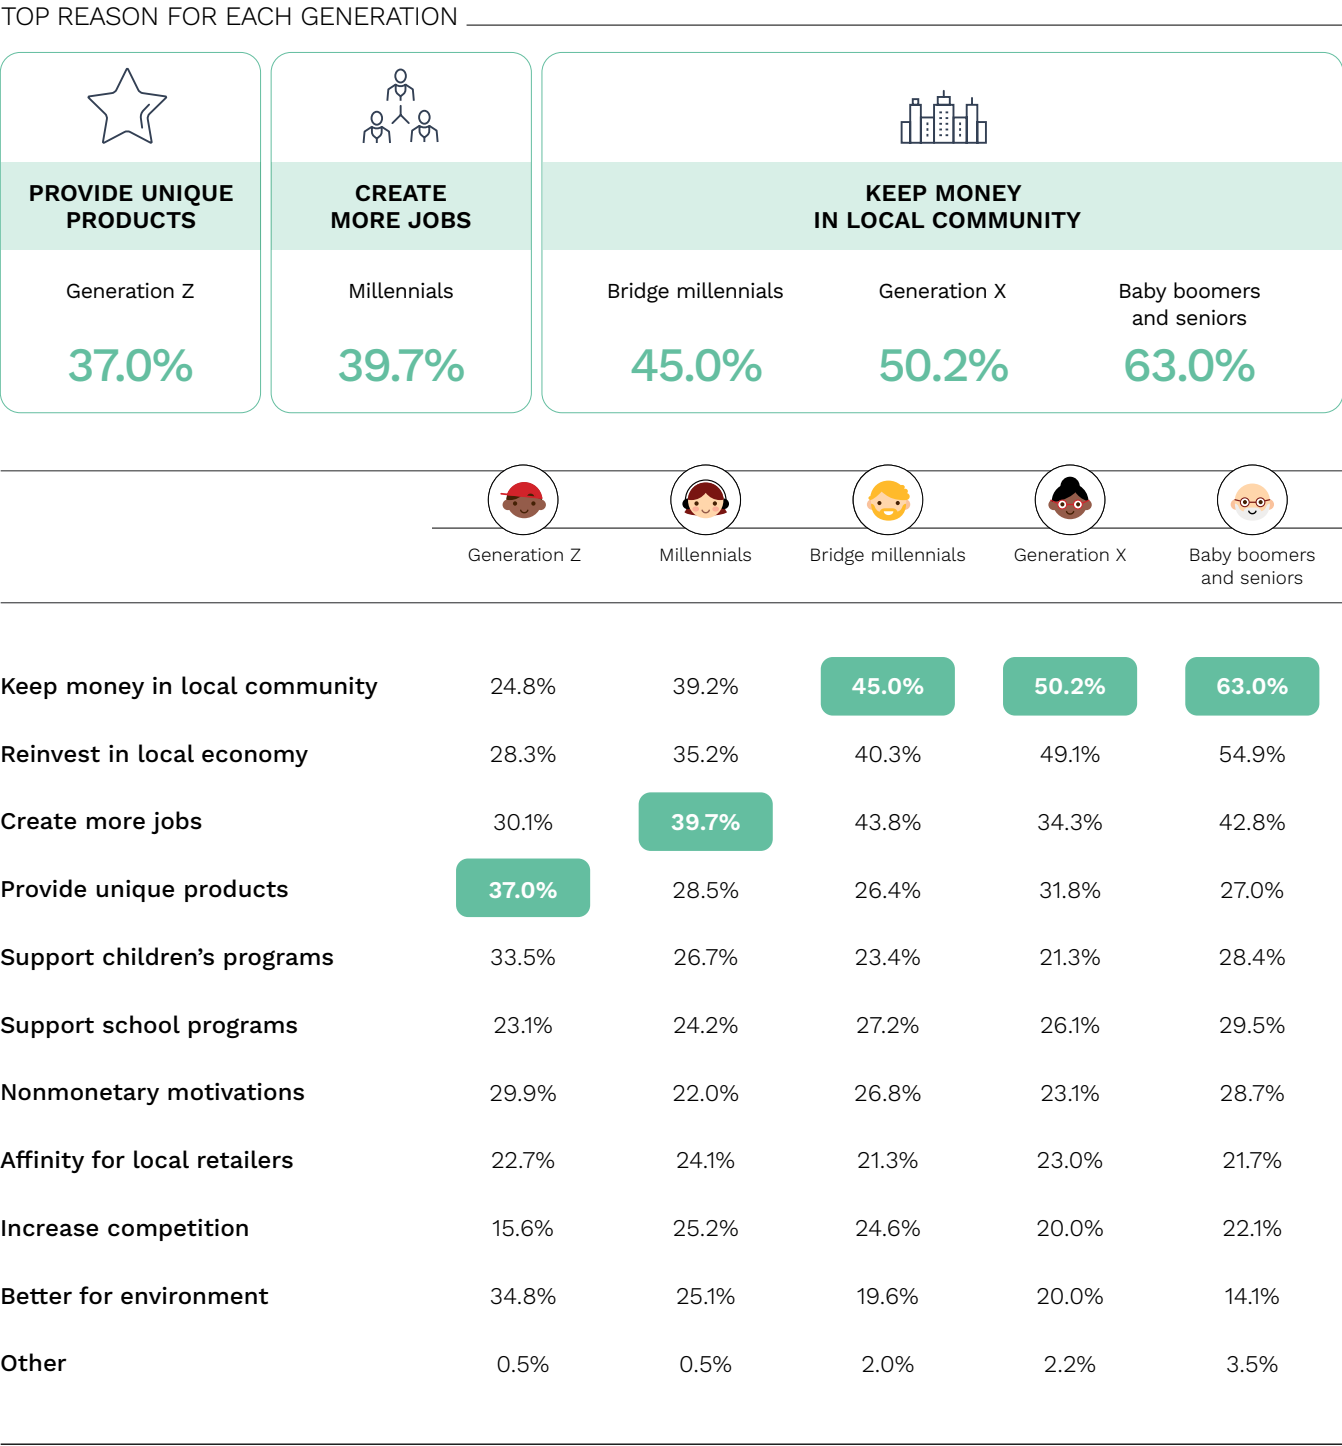 TOP REASON FOR EACH GENERATION
PROVIDE UNIQUE
PRODUCTS
Generation Z
37.0%
CREATE
MORE JOBS
Millennials
39.7%
KEEP MONEY
IN LOCAL COMMUNITY
Bridge millennials
45.0%
Generation X
50.2%
Baby boomers
and seniors
63.0%
Generation Z Millennials Bridge millennials Generation X Baby boomers
and seniors
Keep money in local community 24.8% 39.2% 45.0% 50.2% 63.0%
Reinvest in local economy 28.3% 35.2% 40.3% 49.1% 54.9%
Create more jobs 30.1% 39.7% 43.8% 34.3% 42.8%
Provide unique products 37.0% 28.5% 26.4% 31.8% 27.0%
Support children's programs 33.5% 26.7% 23.4% 21.3% 28.4%
Support school programs 23.1% 24.2% 27.2% 26.1% 29.5%
Nonmonetary motivations 29.9% 22.0% 26.8% 23.1% 28.7%
Affinity for local retailers 22.7% 24.1% 21.3% 23.0% 21.7%
Increase competition 15.6% 25.2% 24.6% 20.0% 22.1%
Better for environment 34.8% 25.1% 19.6% 20.0% 14.1%
Other 0.5% 0.5% 2.0% 2.2% 3.5%